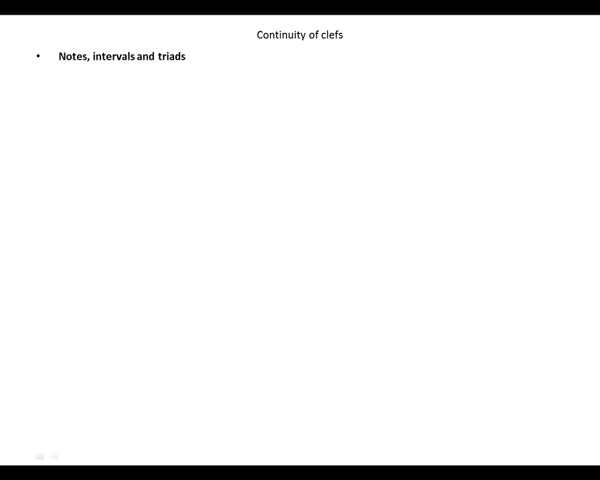 Continuity of clefs
• Notes, intervals and triads